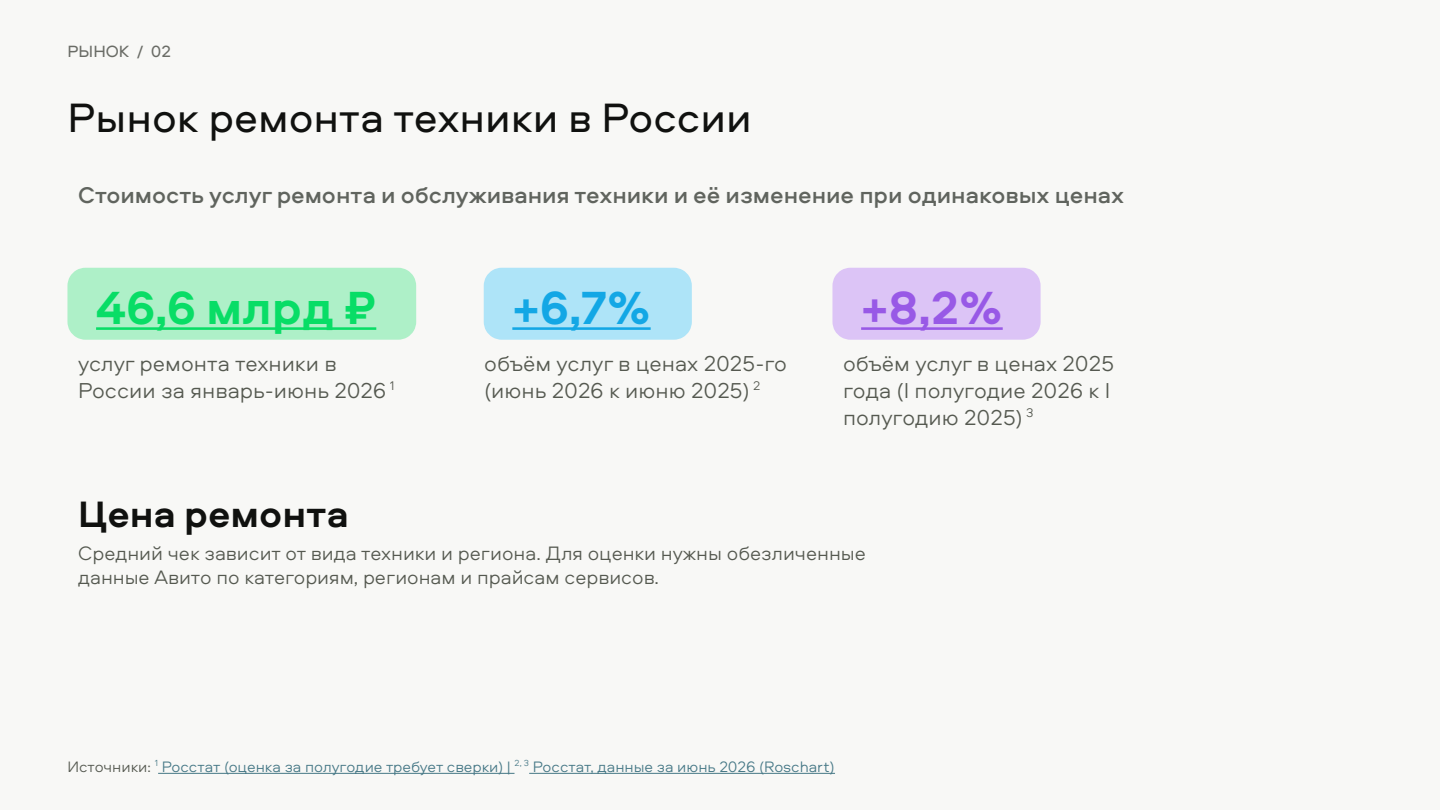 РЫНОК / 02
Рынок ремонта техники в России
Стоимость услуг ремонта и обслуживания техники и её изменение при одинаковых ценах
46,6 млрд ₽
услуг ремонта техники в
России за январь-июнь 2026 ¹
+6,7%
объём услуг в ценах 2025-го
(июнь 2026 к июню 2025) ²
+8,2%
объём услуг в ценах 2025
года (I полугодие 2026 к I
полугодию 2025) ³
Цена ремонта
Средний чек зависит от вида техники и региона. Для оценки нужны обезличенные
данные Авито по категориям, регионам и прайсам сервисов.
Источники: ¹ Росстат (оценка за полугодие требует сверки) | ²˒ ³ Росстат, данные за июнь 2026 (Roschart)